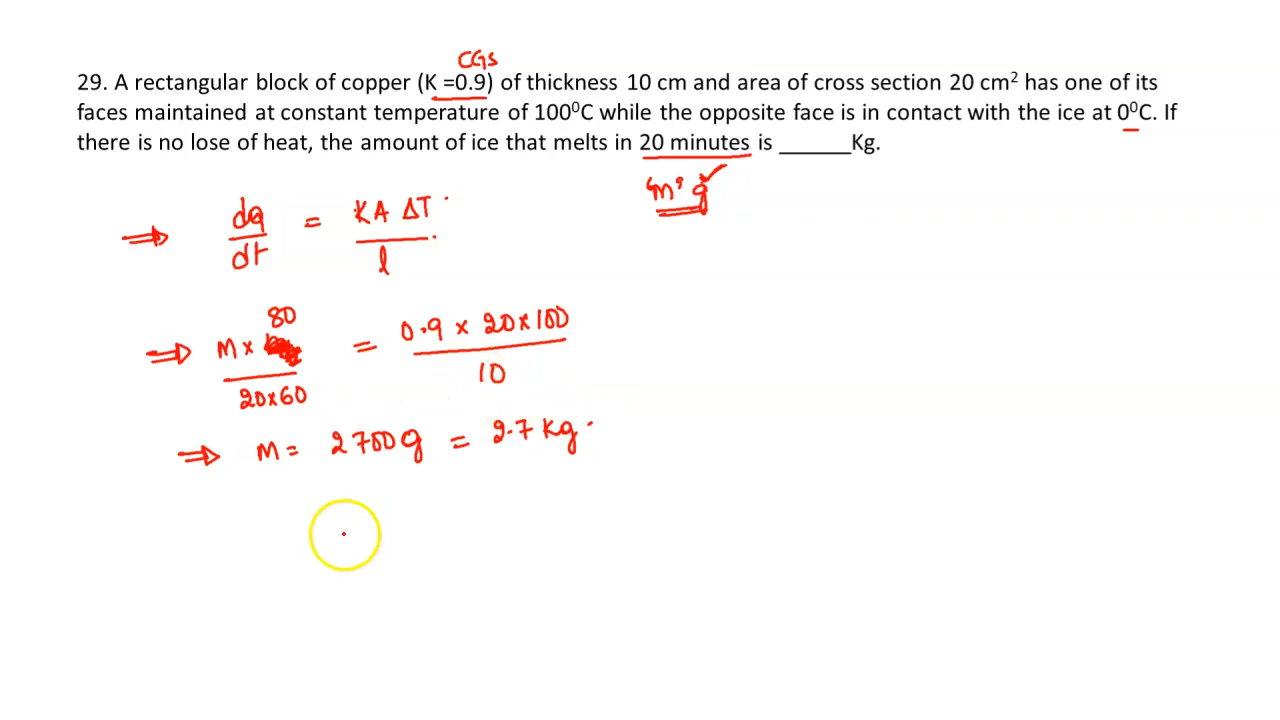 CGS
29. A rectangular block of copper (K =0.9) of thickness 10 cm and area of cross section 20 cm² has one of its
faces maintained at constant temperature of 100⁰C while the opposite face is in contact with the ice at 0⁰C. If
there is no lose of heat, the amount of ice that melts in 20 minutes is ______Kg.
"m" g
⇒ dQ/dt = KA ΔT / l
⇒ m × 80 / 20×60 = 0.9 × 20×100 / 10
⇒ m = 2700g = 2.7 kg.